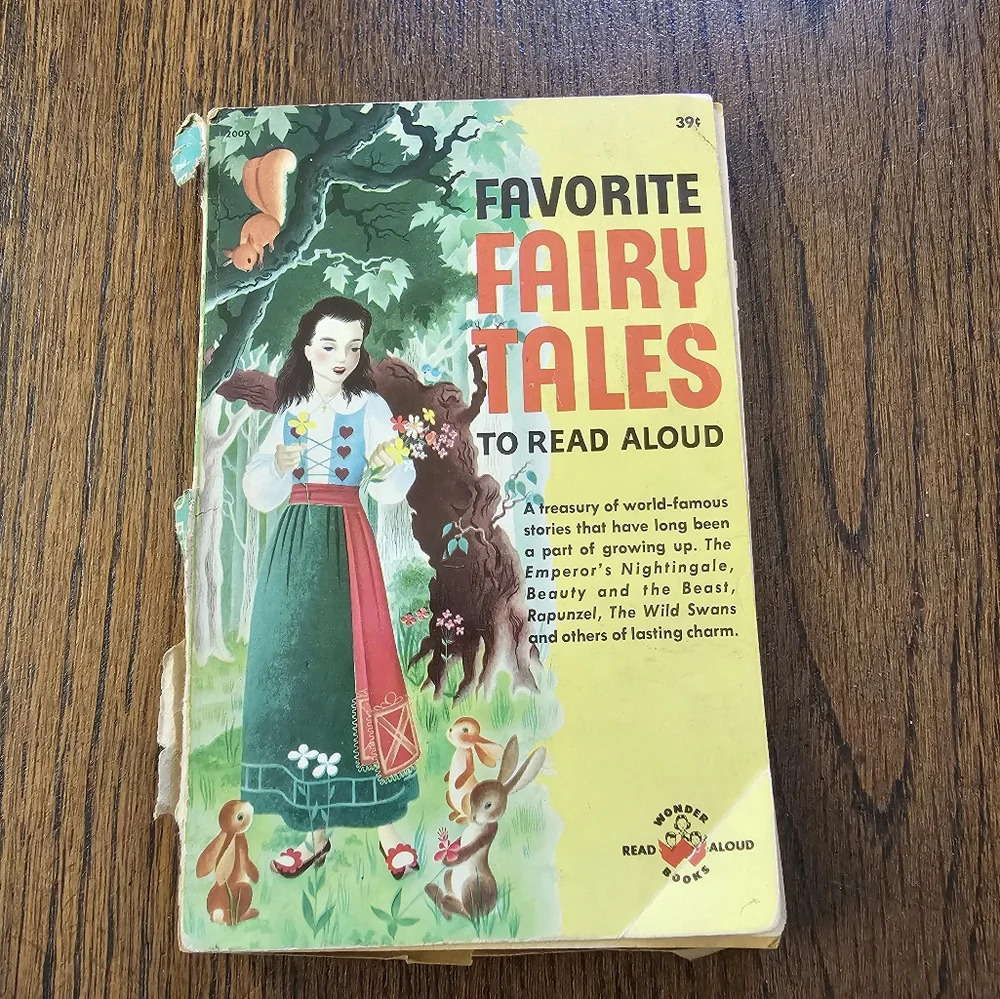 2009
39¢
FAVORITE
FAIRY
TALES
TO READ ALOUD
A treasury of world-famous
stories that have long been
a part of growing up. The
Emperor's Nightingale,
Beauty and the Beast,
Rapunzel, The Wild Swans
and others of lasting charm.
WONDER
READ ALOUD
BOOKS